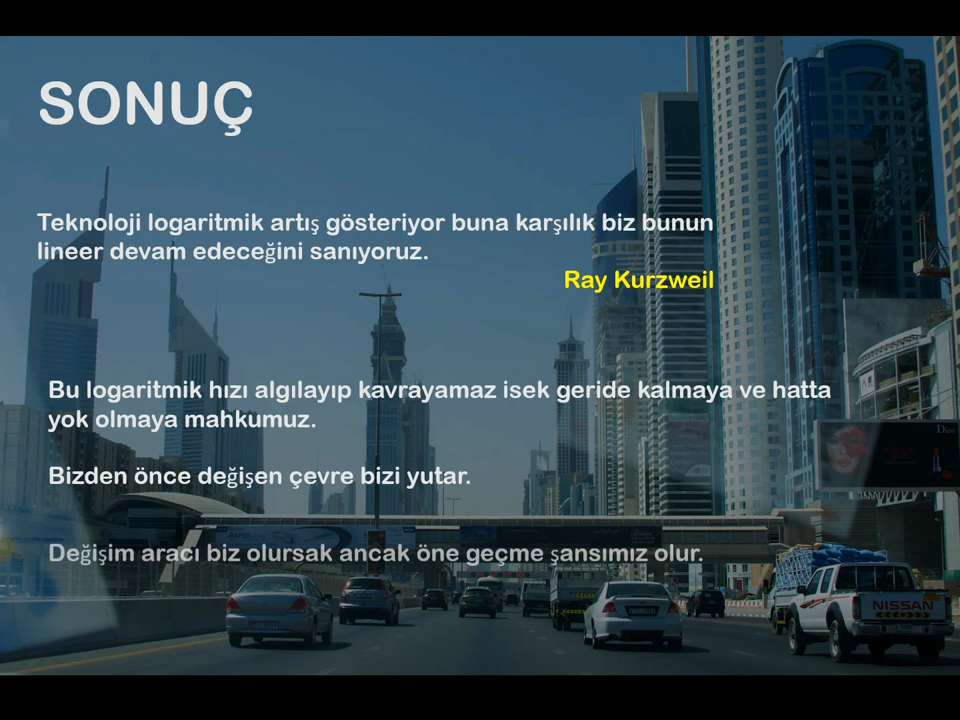 SONUÇ
Teknoloji logaritmik artış gösteriyor buna karşılık biz bunun
lineer devam edeceğini sanıyoruz.
Ray Kurzweil
Bu logaritmik hızı algılayıp kavrayamaz isek geride kalmaya ve hatta
yok olmaya mahkumuz.
Bizden önce değişen çevre bizi yutar.
Değişim aracı biz olursak ancak öne geçme şansımız olur.
Dior
NISSAN